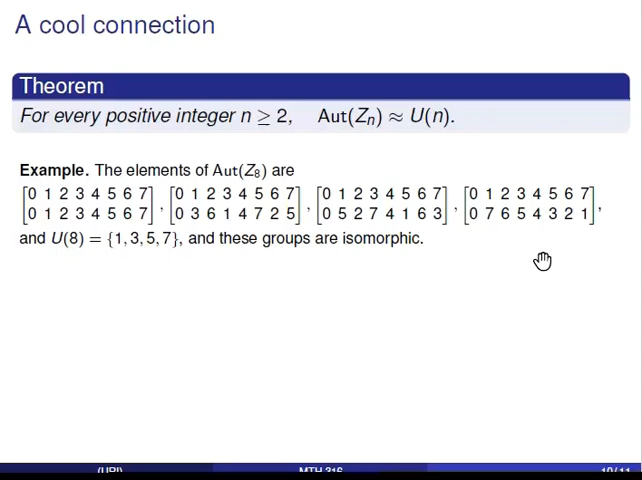 A cool connection
Theorem
For every positive integer n ≥ 2, Aut(Zₙ) ≈ U(n).
Example. The elements of Aut(Z₈) are
[0 1 2 3 4 5 6 7] [0 1 2 3 4 5 6 7] [0 1 2 3 4 5 6 7] [0 1 2 3 4 5 6 7]
[0 1 2 3 4 5 6 7], [0 3 6 1 4 7 2 5], [0 5 2 7 4 1 6 3], [0 7 6 5 4 3 2 1],
and U(8) = {1, 3, 5, 7}, and these groups are isomorphic.
(URI) MTH 316 10/11